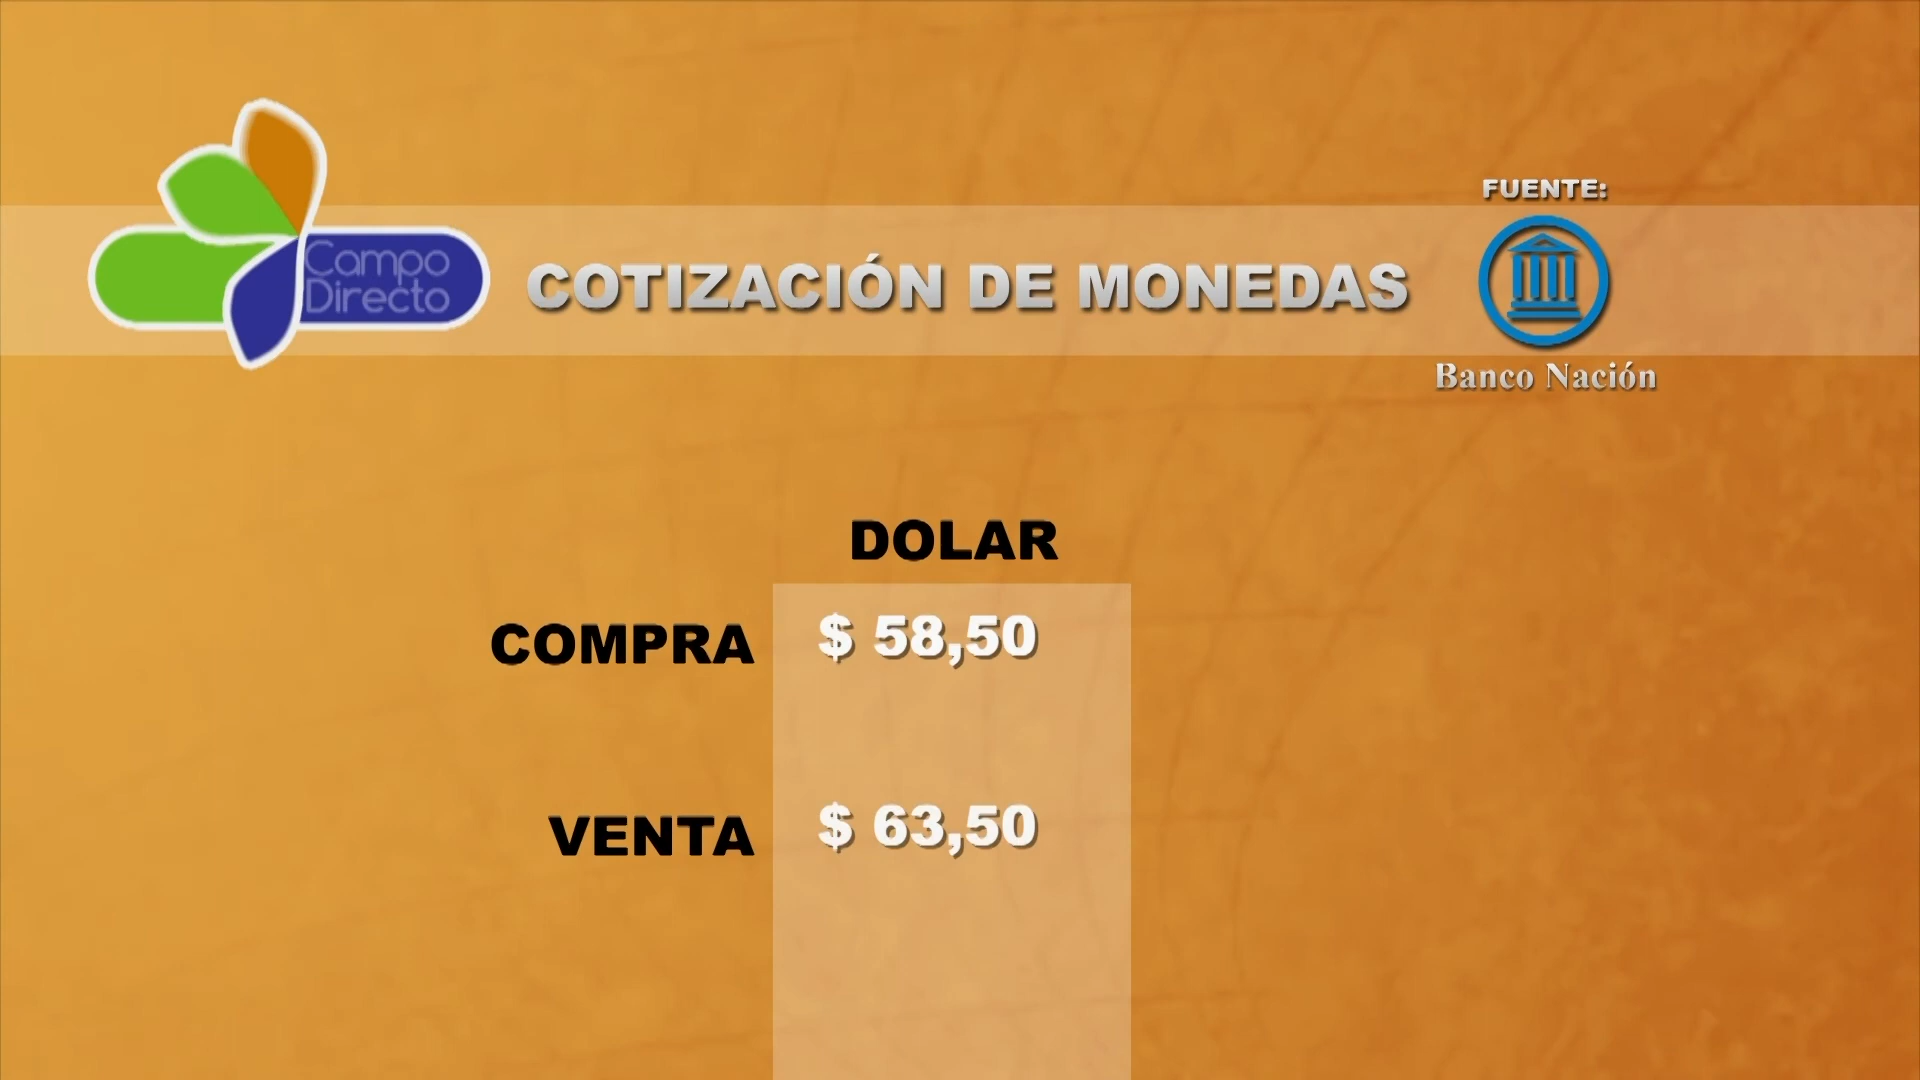 FUENTE:
Campo
Directo
COTIZACIÓN DE MONEDAS
Banco Nación
DOLAR
COMPRA $ 58,50
VENTA $ 63,50